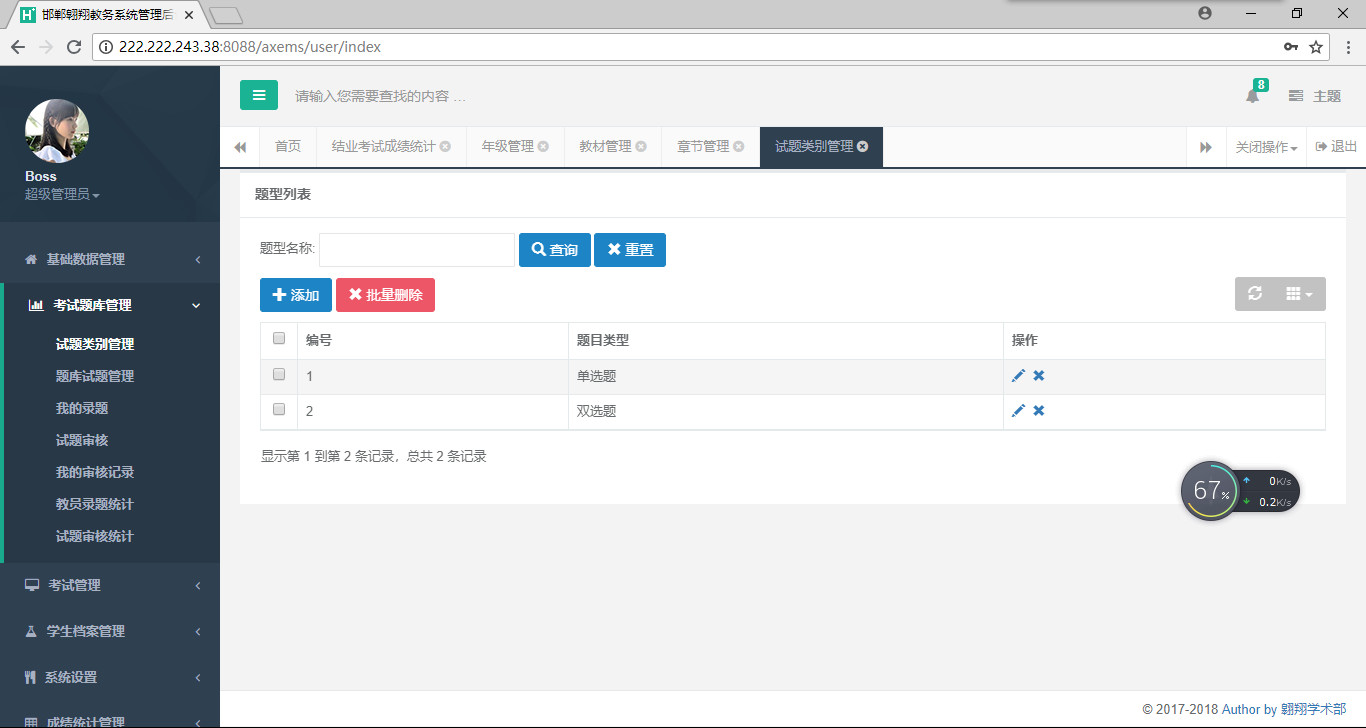 邯郸翱翔教务系统管理后
222.222.243.38:8088/axems/user/index
Boss
超级管理员
请输入您需要查找的内容 …
8
主题
首页
结业考试成绩统计
年级管理
教材管理
章节管理
试题类别管理
关闭操作
退出
基础数据管理
考试题库管理
试题类别管理
题库试题管理
我的录题
试题审核
我的审核记录
教员录题统计
试题审核统计
考试管理
学生档案管理
系统设置
成绩统计管理
题型列表
题型名称:
查询
重置
添加
批量删除
编号 题目类型 操作
1 单选题
2 双选题
显示第 1 到第 2 条记录，总共 2 条记录
67%
0K/s
0.2K/s
© 2017-2018 Author by 翱翔学术部